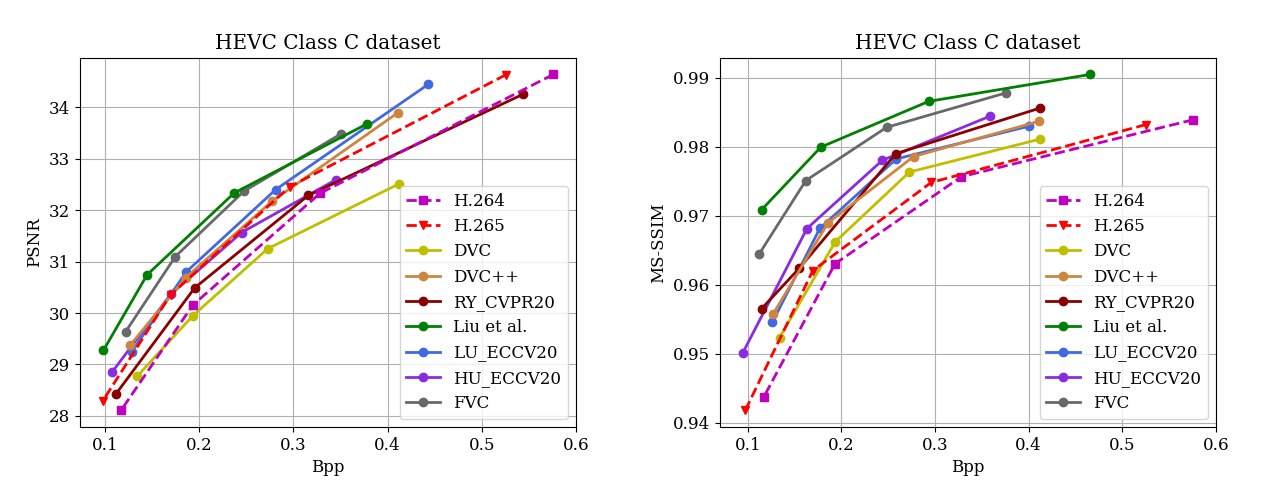 HEVC Class C dataset
PSNR
34
33
32
31
30
29
28
0.1 0.2 0.3 0.4 0.5 0.6
Bpp
H.264
H.265
DVC
DVC++
RY_CVPR20
Liu et al.
LU_ECCV20
HU_ECCV20
FVC
HEVC Class C dataset
MS-SSIM
0.99
0.98
0.97
0.96
0.95
0.94
0.1 0.2 0.3 0.4 0.5 0.6
Bpp
H.264
H.265
DVC
DVC++
RY_CVPR20
Liu et al.
LU_ECCV20
HU_ECCV20
FVC